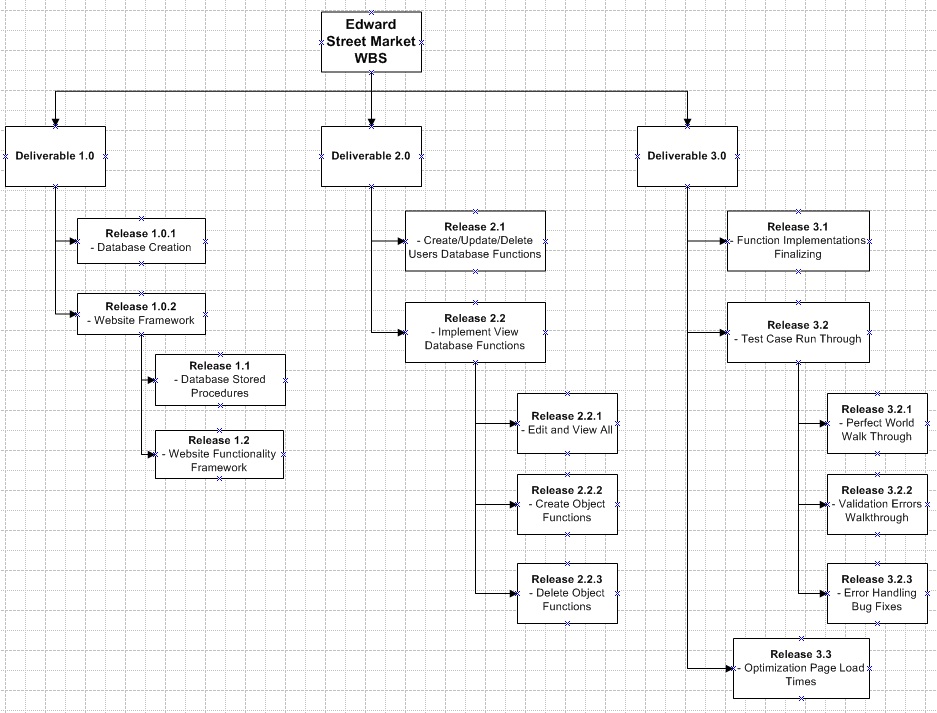 Edward
Street Market
WBS
Deliverable 1.0
Deliverable 2.0
Deliverable 3.0
Release 1.0.1
- Database Creation
Release 1.0.2
- Website Framework
Release 1.1
- Database Stored
Procedures
Release 1.2
- Website Functionality
Framework
Release 2.1
- Create/Update/Delete
Users Database Functions
Release 2.2
- Implement View
Database Functions
Release 2.2.1
- Edit and View All
Release 2.2.2
- Create Object
Functions
Release 2.2.3
- Delete Object
Functions
Release 3.1
- Function Implementations
Finalizing
Release 3.2
- Test Case Run Through
Release 3.2.1
- Perfect World
Walk Through
Release 3.2.2
- Validation Errors
Walkthrough
Release 3.2.3
- Error Handling
Bug Fixes
Release 3.3
- Optimization Page Load
Times